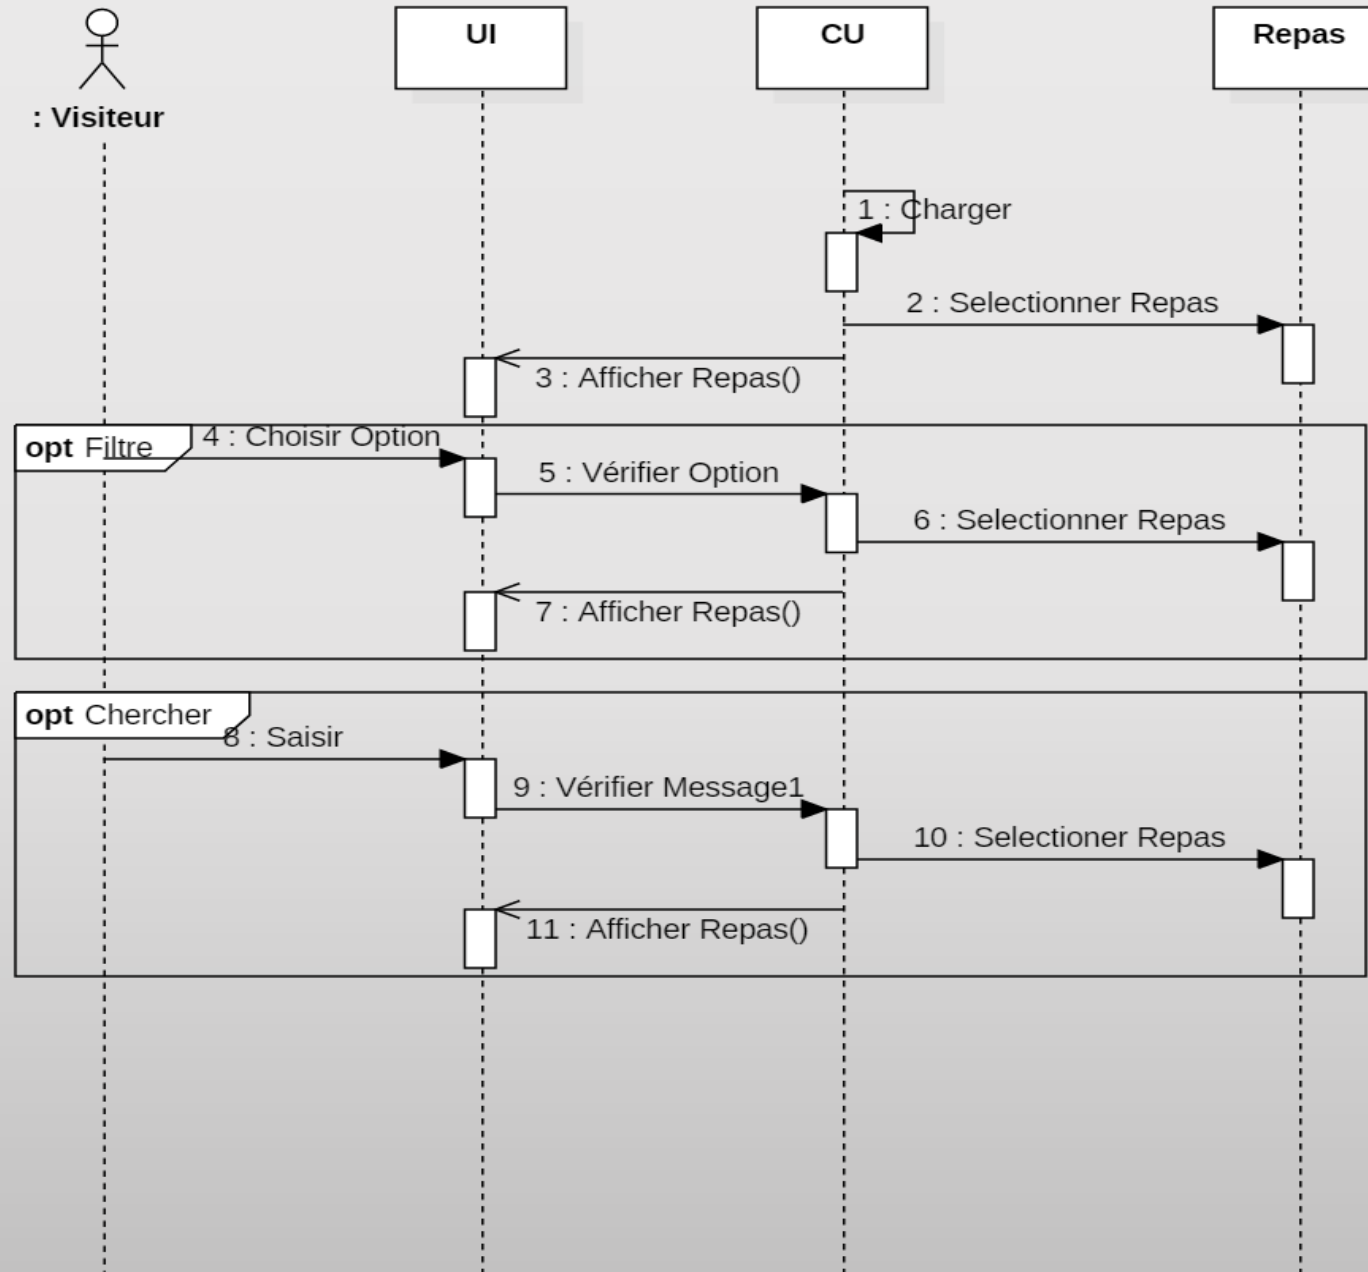 : Visiteur
UI
CU
Repas
1 : Charger
2 : Selectionner Repas
3 : Afficher Repas()
opt Filtre
4 : Choisir Option
5 : Vérifier Option
6 : Selectionner Repas
7 : Afficher Repas()
opt Chercher
8 : Saisir
9 : Vérifier Message1
10 : Selectioner Repas
11 : Afficher Repas()